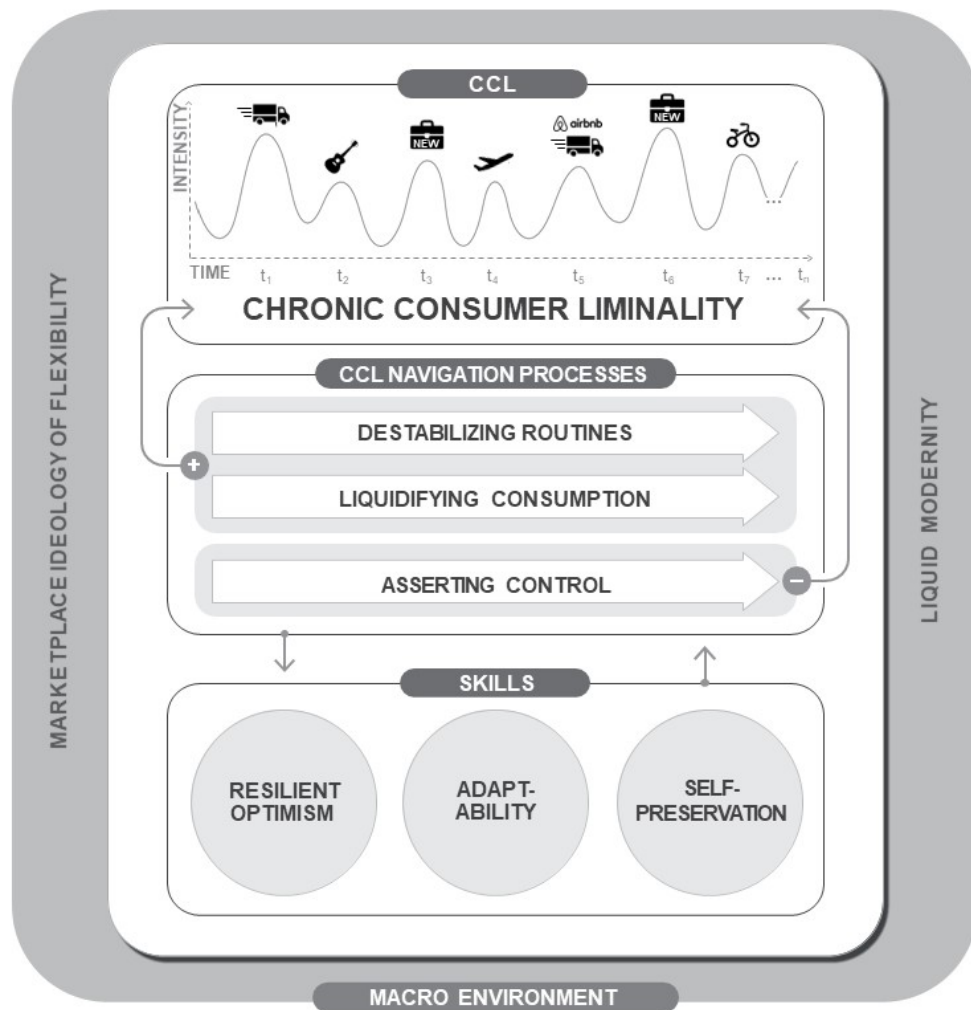 CCL
INTENSITY
NEW
airbnb
NEW
...
TIME t₁ t₂ t₃ t₄ t₅ t₆ t₇ ... tₙ
CHRONIC CONSUMER LIMINALITY
CCL NAVIGATION PROCESSES
DESTABILIZING ROUTINES
+
LIQUIDIFYING CONSUMPTION
ASSERTING CONTROL
−
SKILLS
RESILIENT
OPTIMISM
ADAPT-
ABILITY
SELF-
PRESERVATION
MARKETPLACE IDEOLOGY OF FLEXIBILITY
LIQUID MODERNITY
MACRO ENVIRONMENT